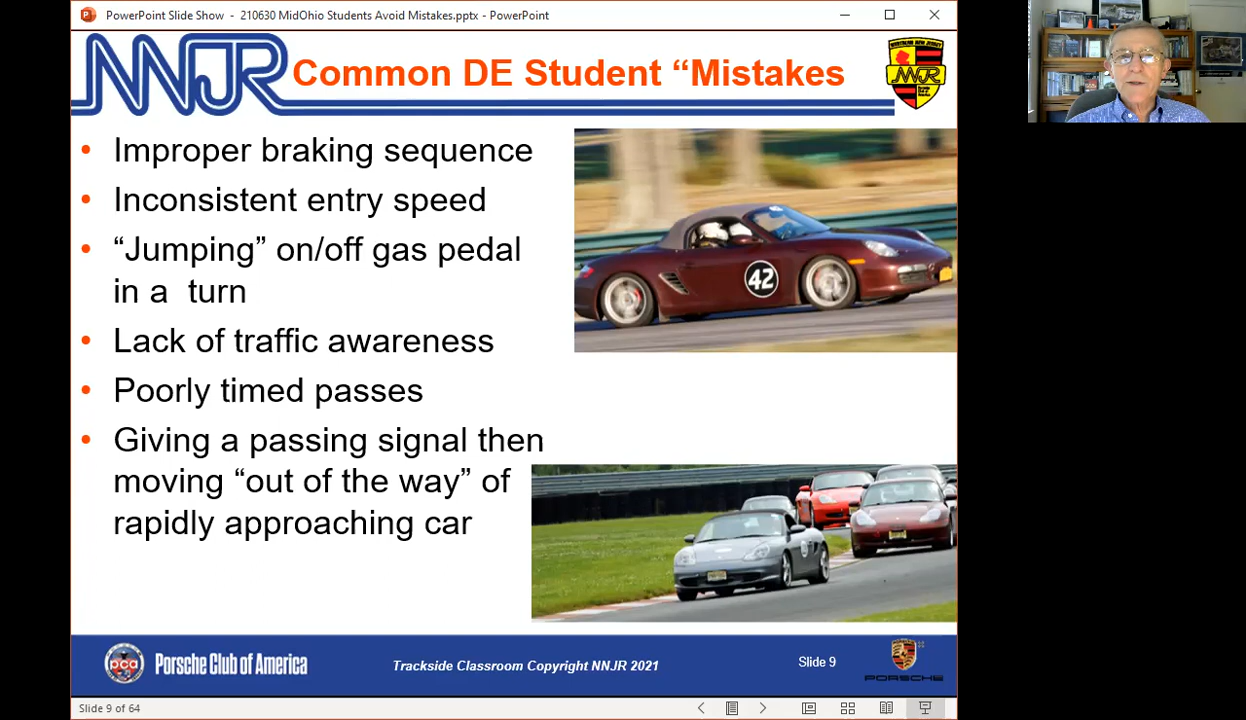 PowerPoint Slide Show - 210630 MidOhio Students Avoid Mistakes.pptx - PowerPoint
NNJR
Common DE Student “Mistakes
NNJR
• Improper braking sequence
• Inconsistent entry speed
• “Jumping” on/off gas pedal
in a turn
• Lack of traffic awareness
• Poorly timed passes
• Giving a passing signal then
moving “out of the way” of
rapidly approaching car
42
pca
Porsche Club of America
Trackside Classroom Copyright NNJR 2021
Slide 9
PORSCHE
Slide 9 of 64